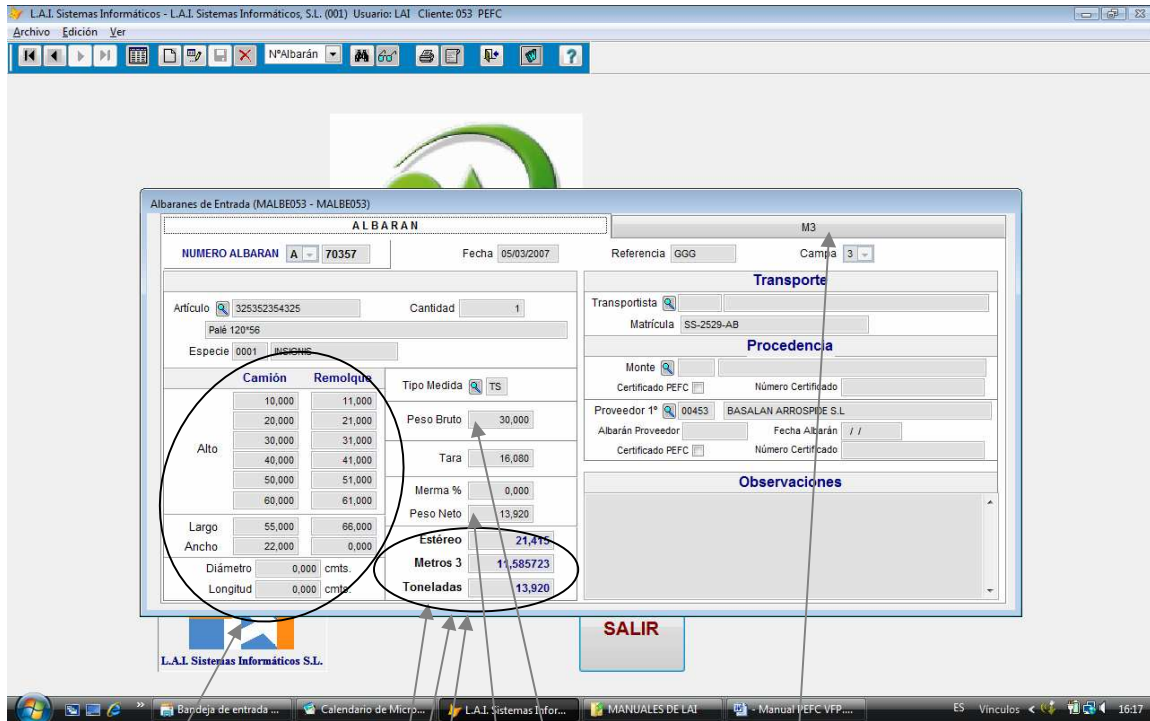 L.A.I. Sistemas Informáticos - L.A.I. Sistemas Informáticos, S.L. (001) Usuario: LAI Cliente: 053 PEFC
Archivo Edición Ver
NºAlbarán
Albaranes de Entrada (MALBE053 - MALBE053)
ALBARAN
M3
NUMERO ALBARAN A 70357 Fecha 05/03/2007 Referencia GGG Campa 3
Artículo 325352354325 Cantidad 1
Palé 120*56
Especie 0001 INSIGNIS
Camión Remolque
Alto
10,000 11,000
20,000 21,000
30,000 31,000
40,000 41,000
50,000 51,000
60,000 61,000
Largo 55,000 66,000
Ancho 22,000 0,000
Diámetro 0,000 cmts.
Longitud 0,000 cmts.
Tipo Medida TS
Peso Bruto 30,000
Tara 16,080
Merma % 0,000
Peso Neto 13,920
Estéreo 21,415
Metros 3 11,585723
Toneladas 13,920
Transporte
Transportista
Matrícula SS-2529-AB
Procedencia
Monte
Certificado PEFC Número Certificado
Proveedor 1º 00453 BASALAN ARROSPIDE S.L
Albarán Proveedor Fecha Albarán / /
Certificado PEFC Número Certificado
Observaciones
SALIR
L.A.I. Sistemas Informáticos S.L.
Bandeja de entrada ... Calendario de Micro... L.A.I. Sistemas Infor... MANUALES DE LAI - Manual PEFC VFP.... ES Vínculos 16:17